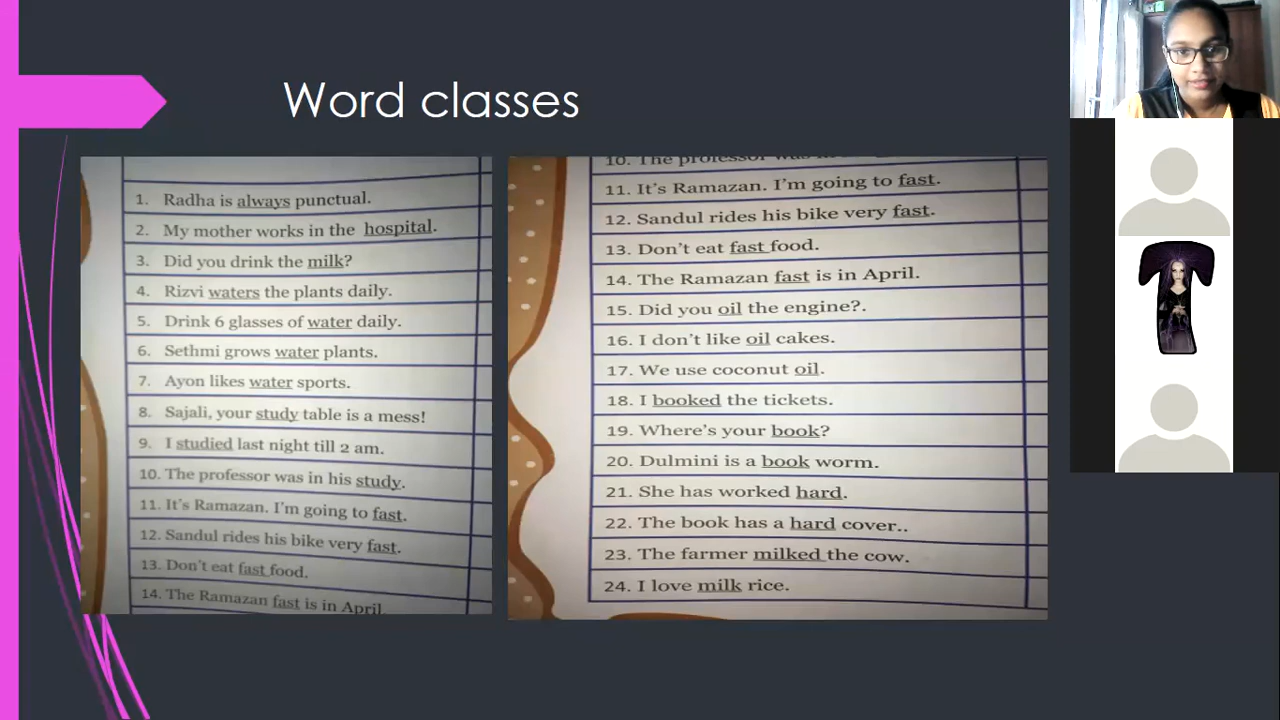 Word classes
1. Radha is always punctual.
2. My mother works in the hospital.
3. Did you drink the milk?
4. Rizvi waters the plants daily.
5. Drink 6 glasses of water daily.
6. Sethmi grows water plants.
7. Ayon likes water sports.
8. Sajali, your study table is a mess!
9. I studied last night till 2 am.
10. The professor was in his study.
11. It's Ramazan. I'm going to fast.
12. Sandul rides his bike very fast.
13. Don't eat fast food.
14. The Ramazan fast is in April.
10. The professor was
11. It's Ramazan. I'm going to fast.
12. Sandul rides his bike very fast.
13. Don't eat fast food.
14. The Ramazan fast is in April.
15. Did you oil the engine?.
16. I don't like oil cakes.
17. We use coconut oil.
18. I booked the tickets.
19. Where's your book?
20. Dulmini is a book worm.
21. She has worked hard.
22. The book has a hard cover..
23. The farmer milked the cow.
24. I love milk rice.